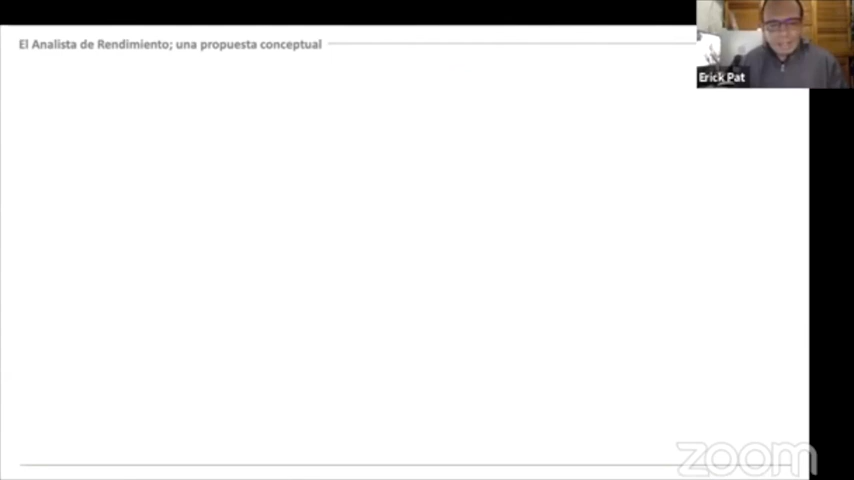 El Analista de Rendimiento; una propuesta conceptual
Erick Pat
zoom